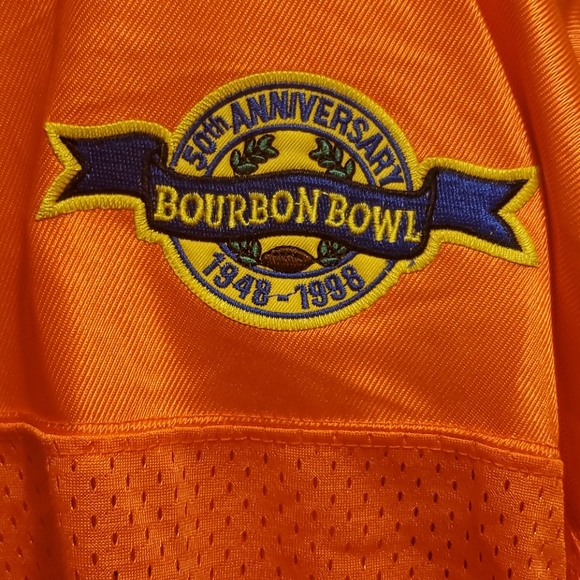 50th ANNIVERSARY
BOURBON BOWL
1948 - 1998